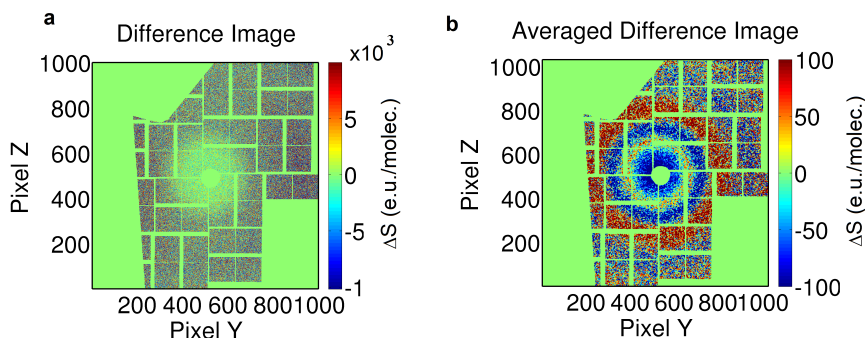 a
Difference Image
x10³
1000
800
600
400
200
Pixel Z
200 400 600 8001000
Pixel Y
5
0
-5
-1
ΔS (e.u./molec.)
b
Averaged Difference Image
1000
800
600
400
200
Pixel Z
200 400 600 8001000
Pixel Y
100
50
0
-50
-100
ΔS (e.u./molec.)